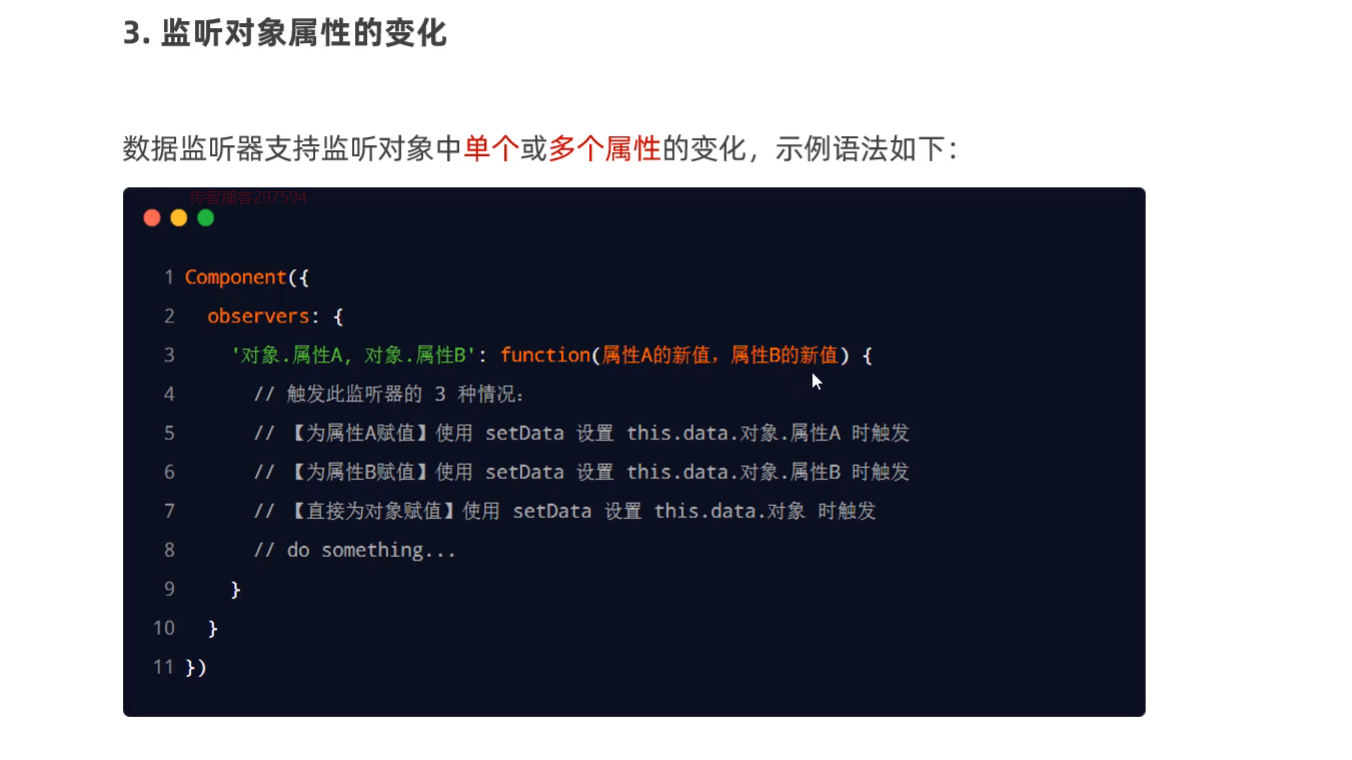 3. 监听对象属性的变化
数据监听器支持监听对象中单个或多个属性的变化，示例语法如下：
传智播客297594
1 Component({
2   observers: {
3     '对象.属性A, 对象.属性B': function(属性A的新值, 属性B的新值) {
4       // 触发此监听器的 3 种情况：
5       // 【为属性A赋值】使用 setData 设置 this.data.对象.属性A 时触发
6       // 【为属性B赋值】使用 setData 设置 this.data.对象.属性B 时触发
7       // 【直接为对象赋值】使用 setData 设置 this.data.对象 时触发
8       // do something...
9     }
10   }
11 })